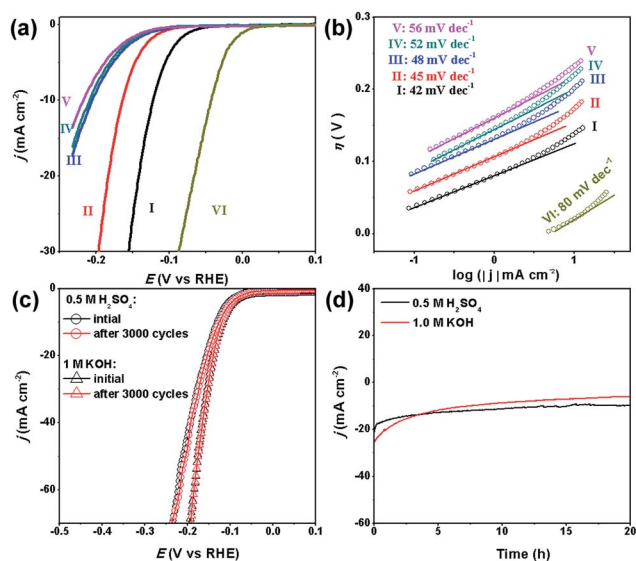 (a)
0
-10
-20
-30
j (mA cm⁻²)
V
IV
III
II
I
VI
-0.2
-0.1
0.0
0.1
E (V vs RHE)
(b)
V: 56 mV dec⁻¹
IV: 52 mV dec⁻¹
III: 48 mV dec⁻¹
II: 45 mV dec⁻¹
I: 42 mV dec⁻¹
V
IV
III
II
I
VI: 80 mV dec⁻¹
0.3
0.2
0.1
0.0
η (V)
-2
-1
0
1
2
log (|j| mA cm⁻²)
(c)
0
-20
-40
-60
j (mA cm⁻²)
0.5 M H₂SO₄:
intial
after 3000 cycles
1 M KOH:
initial
after 3000 cycles
-0.5
-0.4
-0.3
-0.2
-0.1
0.0
0.1
E (V vs RHE)
(d)
0.5 M H₂SO₄
1.0 M KOH
40
20
0
-20
-40
-60
j (mA cm⁻²)
0
5
10
15
20
Time (h)